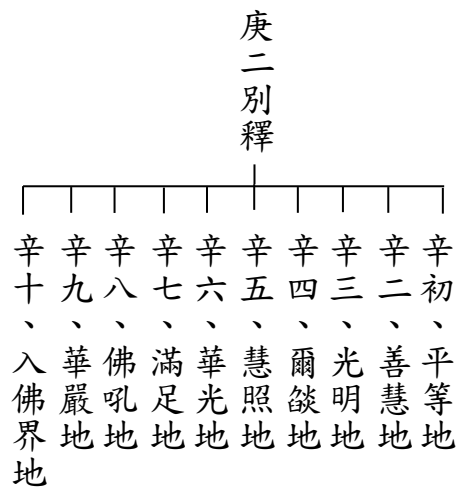 庚二別釋
辛初、平等地
辛二、善慧地
辛三、光明地
辛四、爾燄地
辛五、慧照地
辛六、華光地
辛七、滿足地
辛八、佛吼地
辛九、華嚴地
辛十、入佛界地